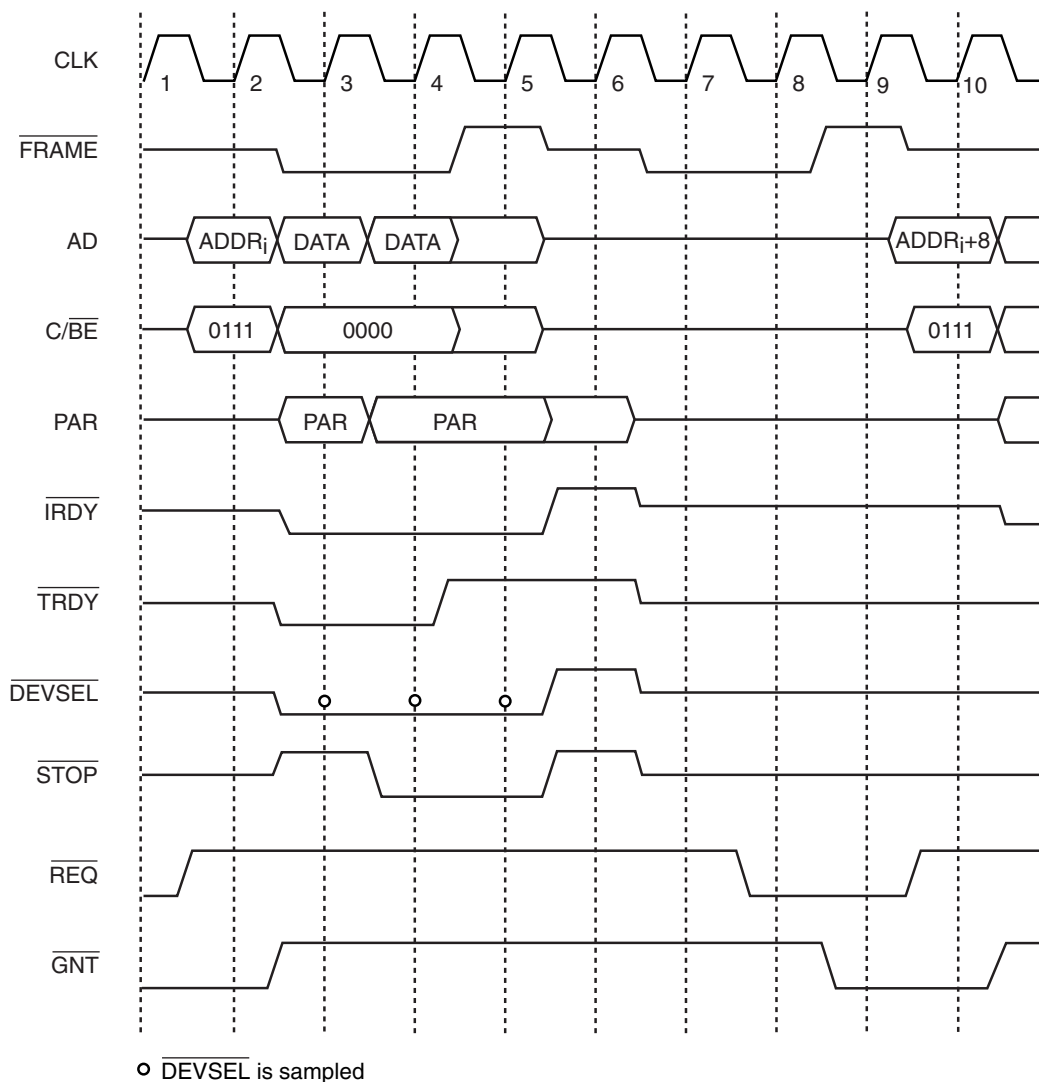 CLK
1 2 3 4 5 6 7 8 9 10
FRAME
AD
ADDRi DATA DATA ADDRi+8
C/BE
0111 0000 0111
PAR
PAR PAR
IRDY
TRDY
DEVSEL
STOP
REQ
GNT
DEVSEL is sampled